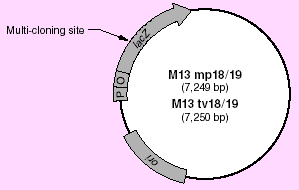 Multi-cloning site
lacZ
P O
M13 mp18/19
(7,249 bp)
M13 tv18/19
(7,250 bp)
ori